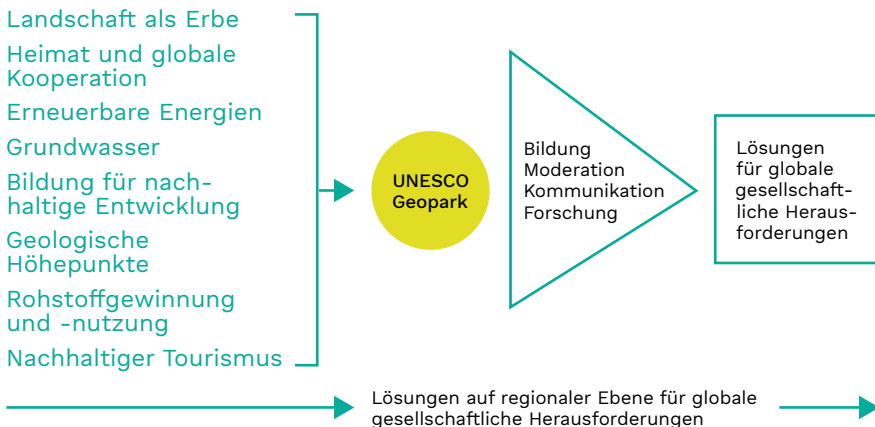 Landschaft als Erbe
Heimat und globale
Kooperation
Erneuerbare Energien
Grundwasser
Bildung für nach-
haltige Entwicklung
Geologische
Höhepunkte
Rohstoffgewinnung
und -nutzung
Nachhaltiger Tourismus
UNESCO
Geopark
Bildung
Moderation
Kommunikation
Forschung
Lösungen
für globale
gesellschaft-
liche Heraus-
forderungen
Lösungen auf regionaler Ebene für globale
gesellschaftliche Herausforderungen